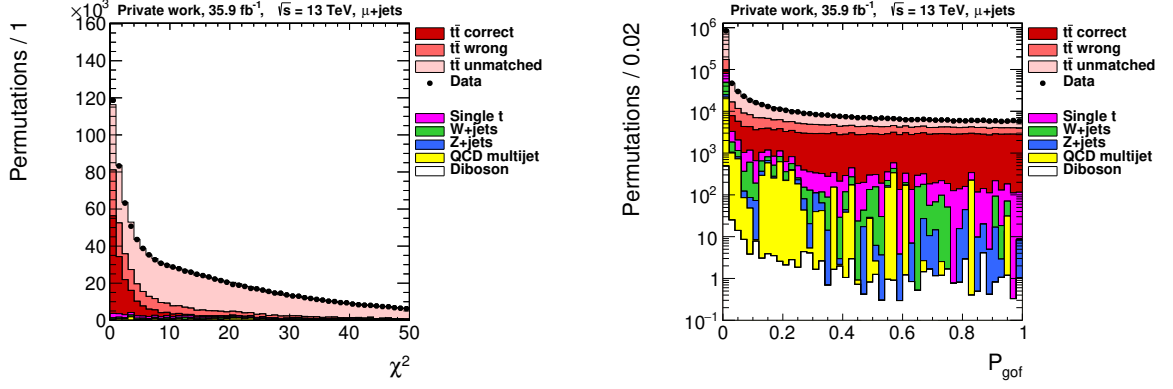 Private work, 35.9 fb⁻¹, √s = 13 TeV, μ+jets
×10³
Permutations / 1
160
140
120
100
80
60
40
20
0
0 10 20 30 40 50
χ²
tt̄ correct
tt̄ wrong
tt̄ unmatched
Data
Single t
W+jets
Z+jets
QCD multijet
Diboson
Private work, 35.9 fb⁻¹, √s = 13 TeV, μ+jets
Permutations / 0.02
10⁶
10⁵
10⁴
10³
10²
10
1
10⁻¹
0 0.2 0.4 0.6 0.8 1
P_gof
tt̄ correct
tt̄ wrong
tt̄ unmatched
Data
Single t
W+jets
Z+jets
QCD multijet
Diboson